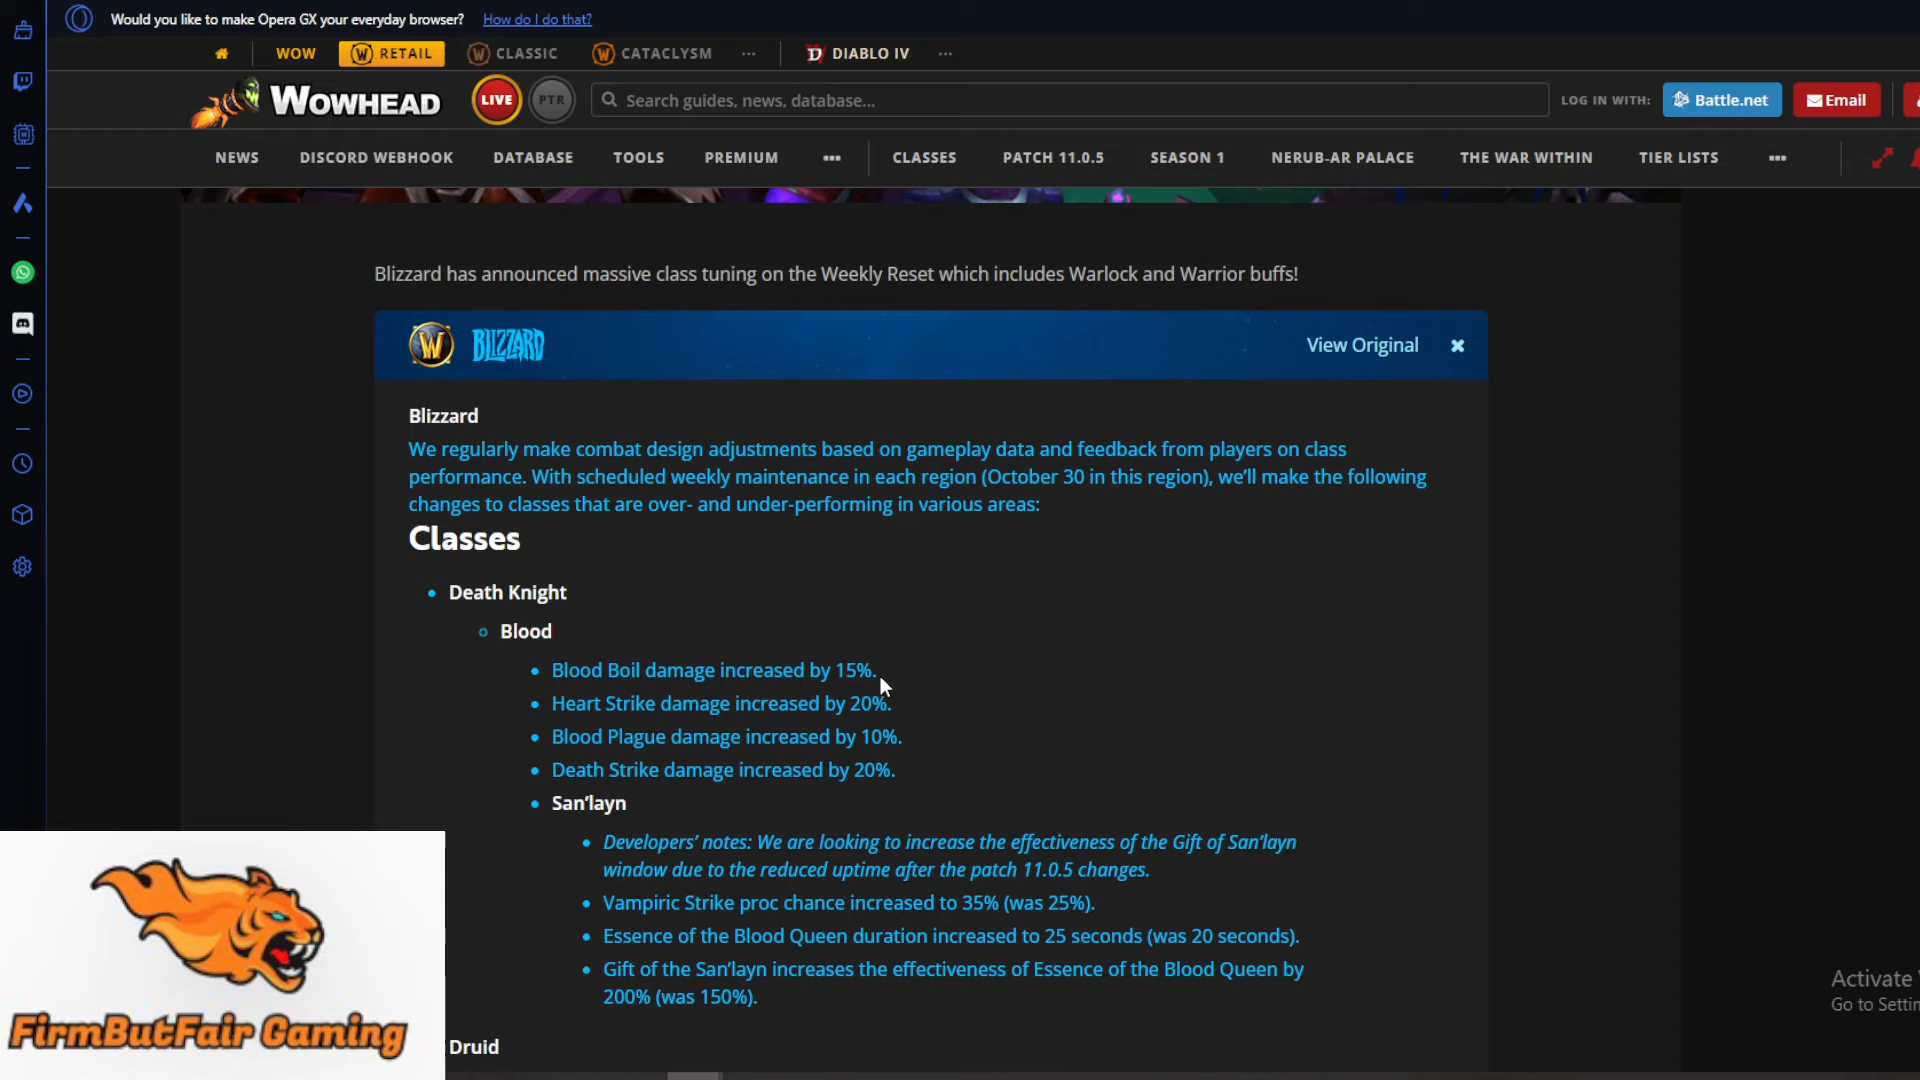 Would you like to make Opera GX your everyday browser? How do I do that?
WOW RETAIL CLASSIC CATACLYSM ... DIABLO IV ...
WOWHEAD LIVE PTR Search guides, news, database... LOG IN WITH: Battle.net Email
NEWS DISCORD WEBHOOK DATABASE TOOLS PREMIUM ... CLASSES PATCH 11.0.5 SEASON 1 NERUB-AR PALACE THE WAR WITHIN TIER LISTS ...
Blizzard has announced massive class tuning on the Weekly Reset which includes Warlock and Warrior buffs!
BLIZZARD View Original
Blizzard
We regularly make combat design adjustments based on gameplay data and feedback from players on class
performance. With scheduled weekly maintenance in each region (October 30 in this region), we'll make the following
changes to classes that are over- and under-performing in various areas:
Classes
• Death Knight
○ Blood
• Blood Boil damage increased by 15%.
• Heart Strike damage increased by 20%.
• Blood Plague damage increased by 10%.
• Death Strike damage increased by 20%.
• San'layn
• Developers' notes: We are looking to increase the effectiveness of the Gift of San'layn
window due to the reduced uptime after the patch 11.0.5 changes.
• Vampiric Strike proc chance increased to 35% (was 25%).
• Essence of the Blood Queen duration increased to 25 seconds (was 20 seconds).
• Gift of the San'layn increases the effectiveness of Essence of the Blood Queen by
200% (was 150%).
Druid
FirmButFair Gaming
Activate
Go to Settin